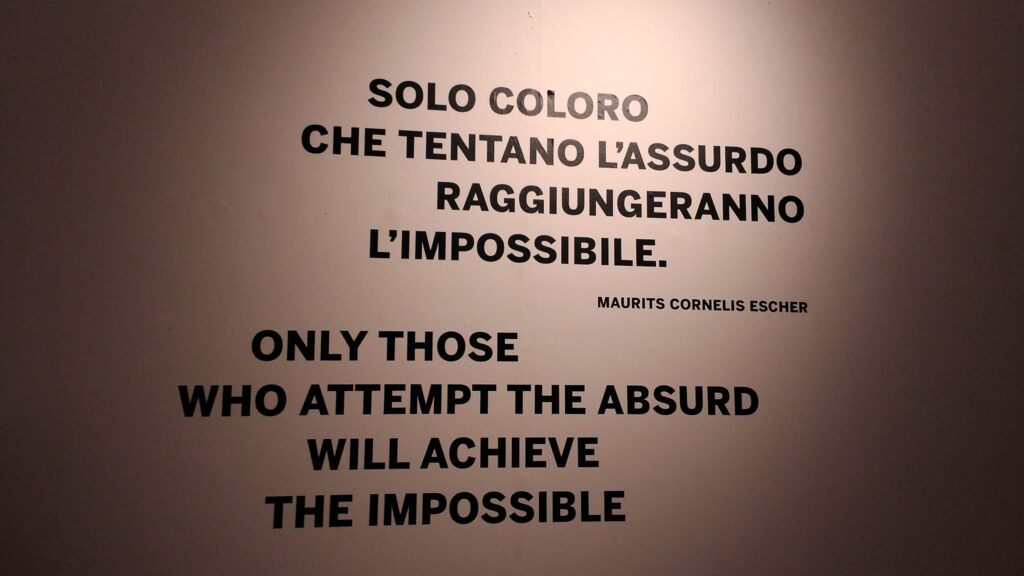 SOLO COLORO
CHE TENTANO L'ASSURDO
RAGGIUNGERANNO
L'IMPOSSIBILE.
MAURITS CORNELIS ESCHER
ONLY THOSE
WHO ATTEMPT THE ABSURD
WILL ACHIEVE
THE IMPOSSIBLE